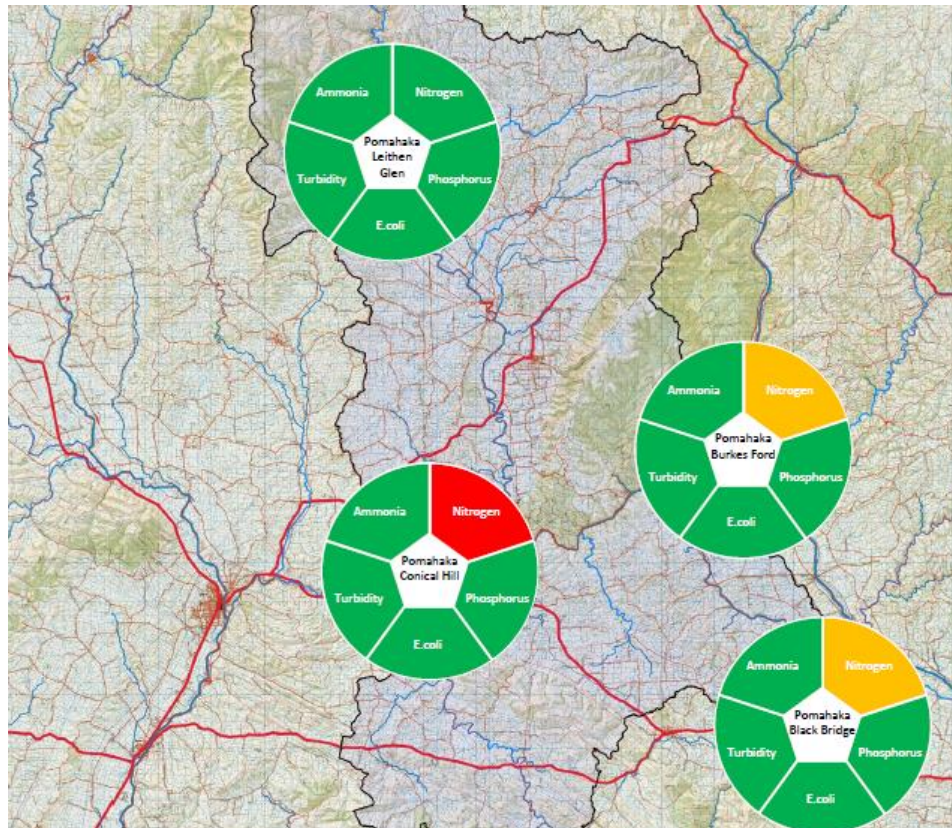 Ammonia
Nitrogen
Pomahaka
Leithen
Glen
Turbidity
Phosphorus
E.coli
Ammonia
Nitrogen
Pomahaka
Burkes Ford
Turbidity
Phosphorus
E.coli
Ammonia
Nitrogen
Pomahaka
Conical Hill
Turbidity
Phosphorus
E.coli
Ammonia
Nitrogen
Pomahaka
Black Bridge
Turbidity
Phosphorus
E.coli